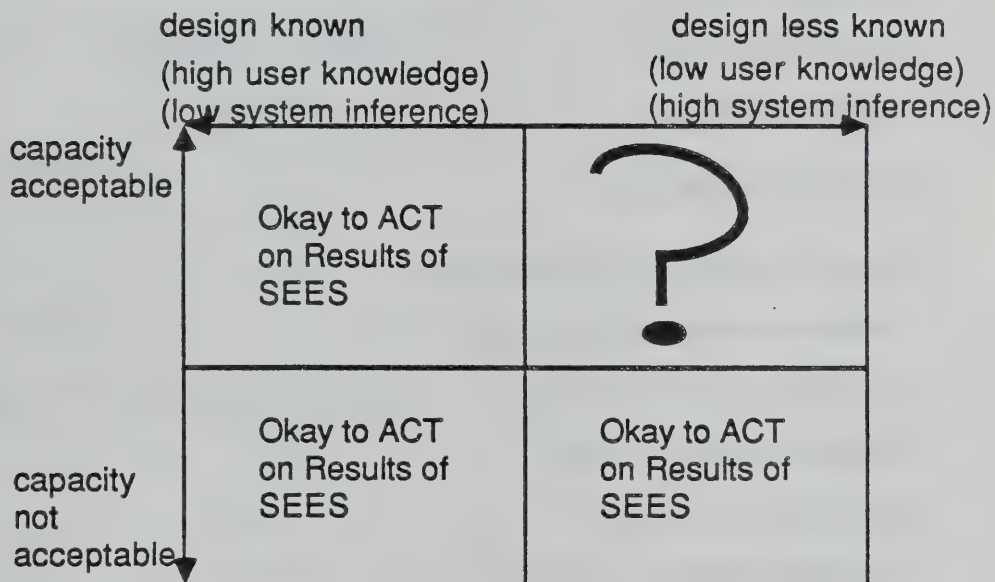 design known
(high user knowledge)
(low system inference)
design less known
(low user knowledge)
(high system inference)
capacity
acceptable
Okay to ACT
on Results of
SEES
?
capacity
not
acceptable
Okay to ACT
on Results of
SEES
Okay to ACT
on Results of
SEES